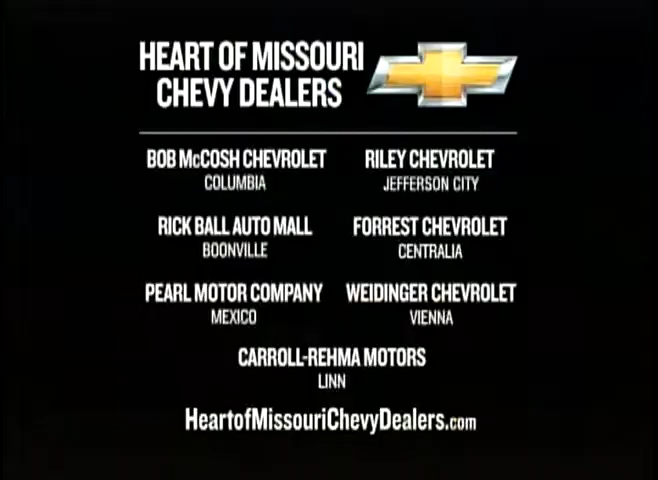 HEART OF MISSOURI
CHEVY DEALERS
BOB McCOSH CHEVROLET
COLUMBIA
RILEY CHEVROLET
JEFFERSON CITY
RICK BALL AUTO MALL
BOONVILLE
FORREST CHEVROLET
CENTRALIA
PEARL MOTOR COMPANY
MEXICO
WEIDINGER CHEVROLET
VIENNA
CARROLL-REHMA MOTORS
LINN
HeartofMissouriChevyDealers.com